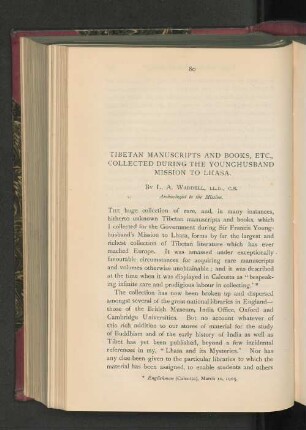 80
TIBETAN MANUSCRIPTS AND BOOKS, ETC.,
COLLECTED DURING THE YOUNGHUSBAND
MISSION TO LHASA.
BY L. A. WADDELL, LL.D., C.B.
Archæologist to the Mission.
THE huge collection of rare, and, in many instances,
hitherto unknown Tibetan manuscripts and books, which
I collected for the Government during Sir Francis Young-
husband's Mission to Lhasa, forms by far the largest and
richest collection of Tibetan literature which has ever
reached Europe. It was amassed under exceptionally
favourable circumstances for acquiring rare manuscripts
and volumes otherwise unobtainable; and it was described
at the time when it was displayed in Calcutta as "bespeak-
ing infinite care and prodigious labour in collecting."*
The collection has now been broken up and dispersed
amongst several of the great national libraries in England—
those of the British Museum, India Office, Oxford and
Cambridge Universities. But no account whatever of
this rich addition to our stores of material for the study
of Buddhism and of the early history of India as well as
Tibet has yet been published, beyond a few incidental
references in my, "Lhasa and its Mysteries." Nor has
any clue been given to the particular libraries to which the
material has been assigned, to enable students and others
* Englishman (Calcutta), March 10, 1905.